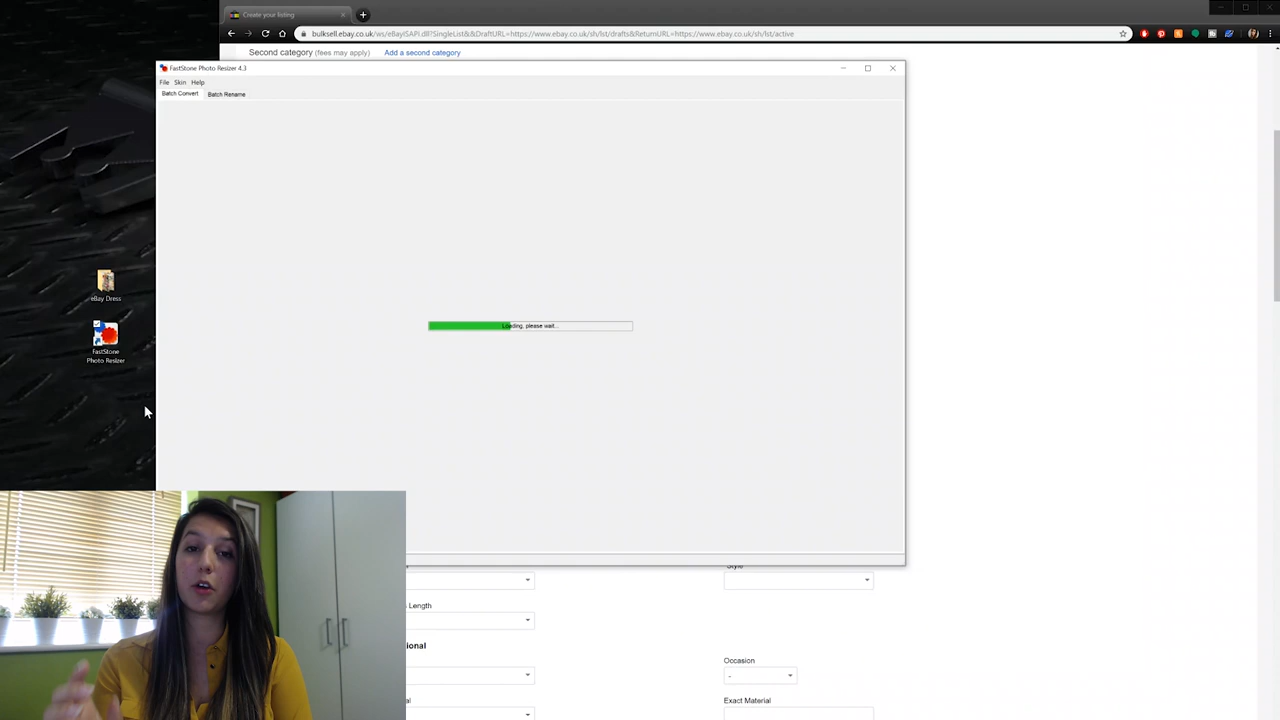 Create your listing
bulksell.ebay.co.uk/ws/eBayISAPI.dll?SingleList&&DraftURL=https://www.ebay.co.uk/sh/lst/drafts&ReturnURL=https://www.ebay.co.uk/sh/lst/active
Second category (fees may apply) Add a second category
FastStone Photo Resizer 4.3
File Skin Help
Batch Convert Batch Rename
eBay Dress
Loading, please wait...
FastStone
Photo Resizer
Style
Length
ional
Occasion
-
al
Exact Material